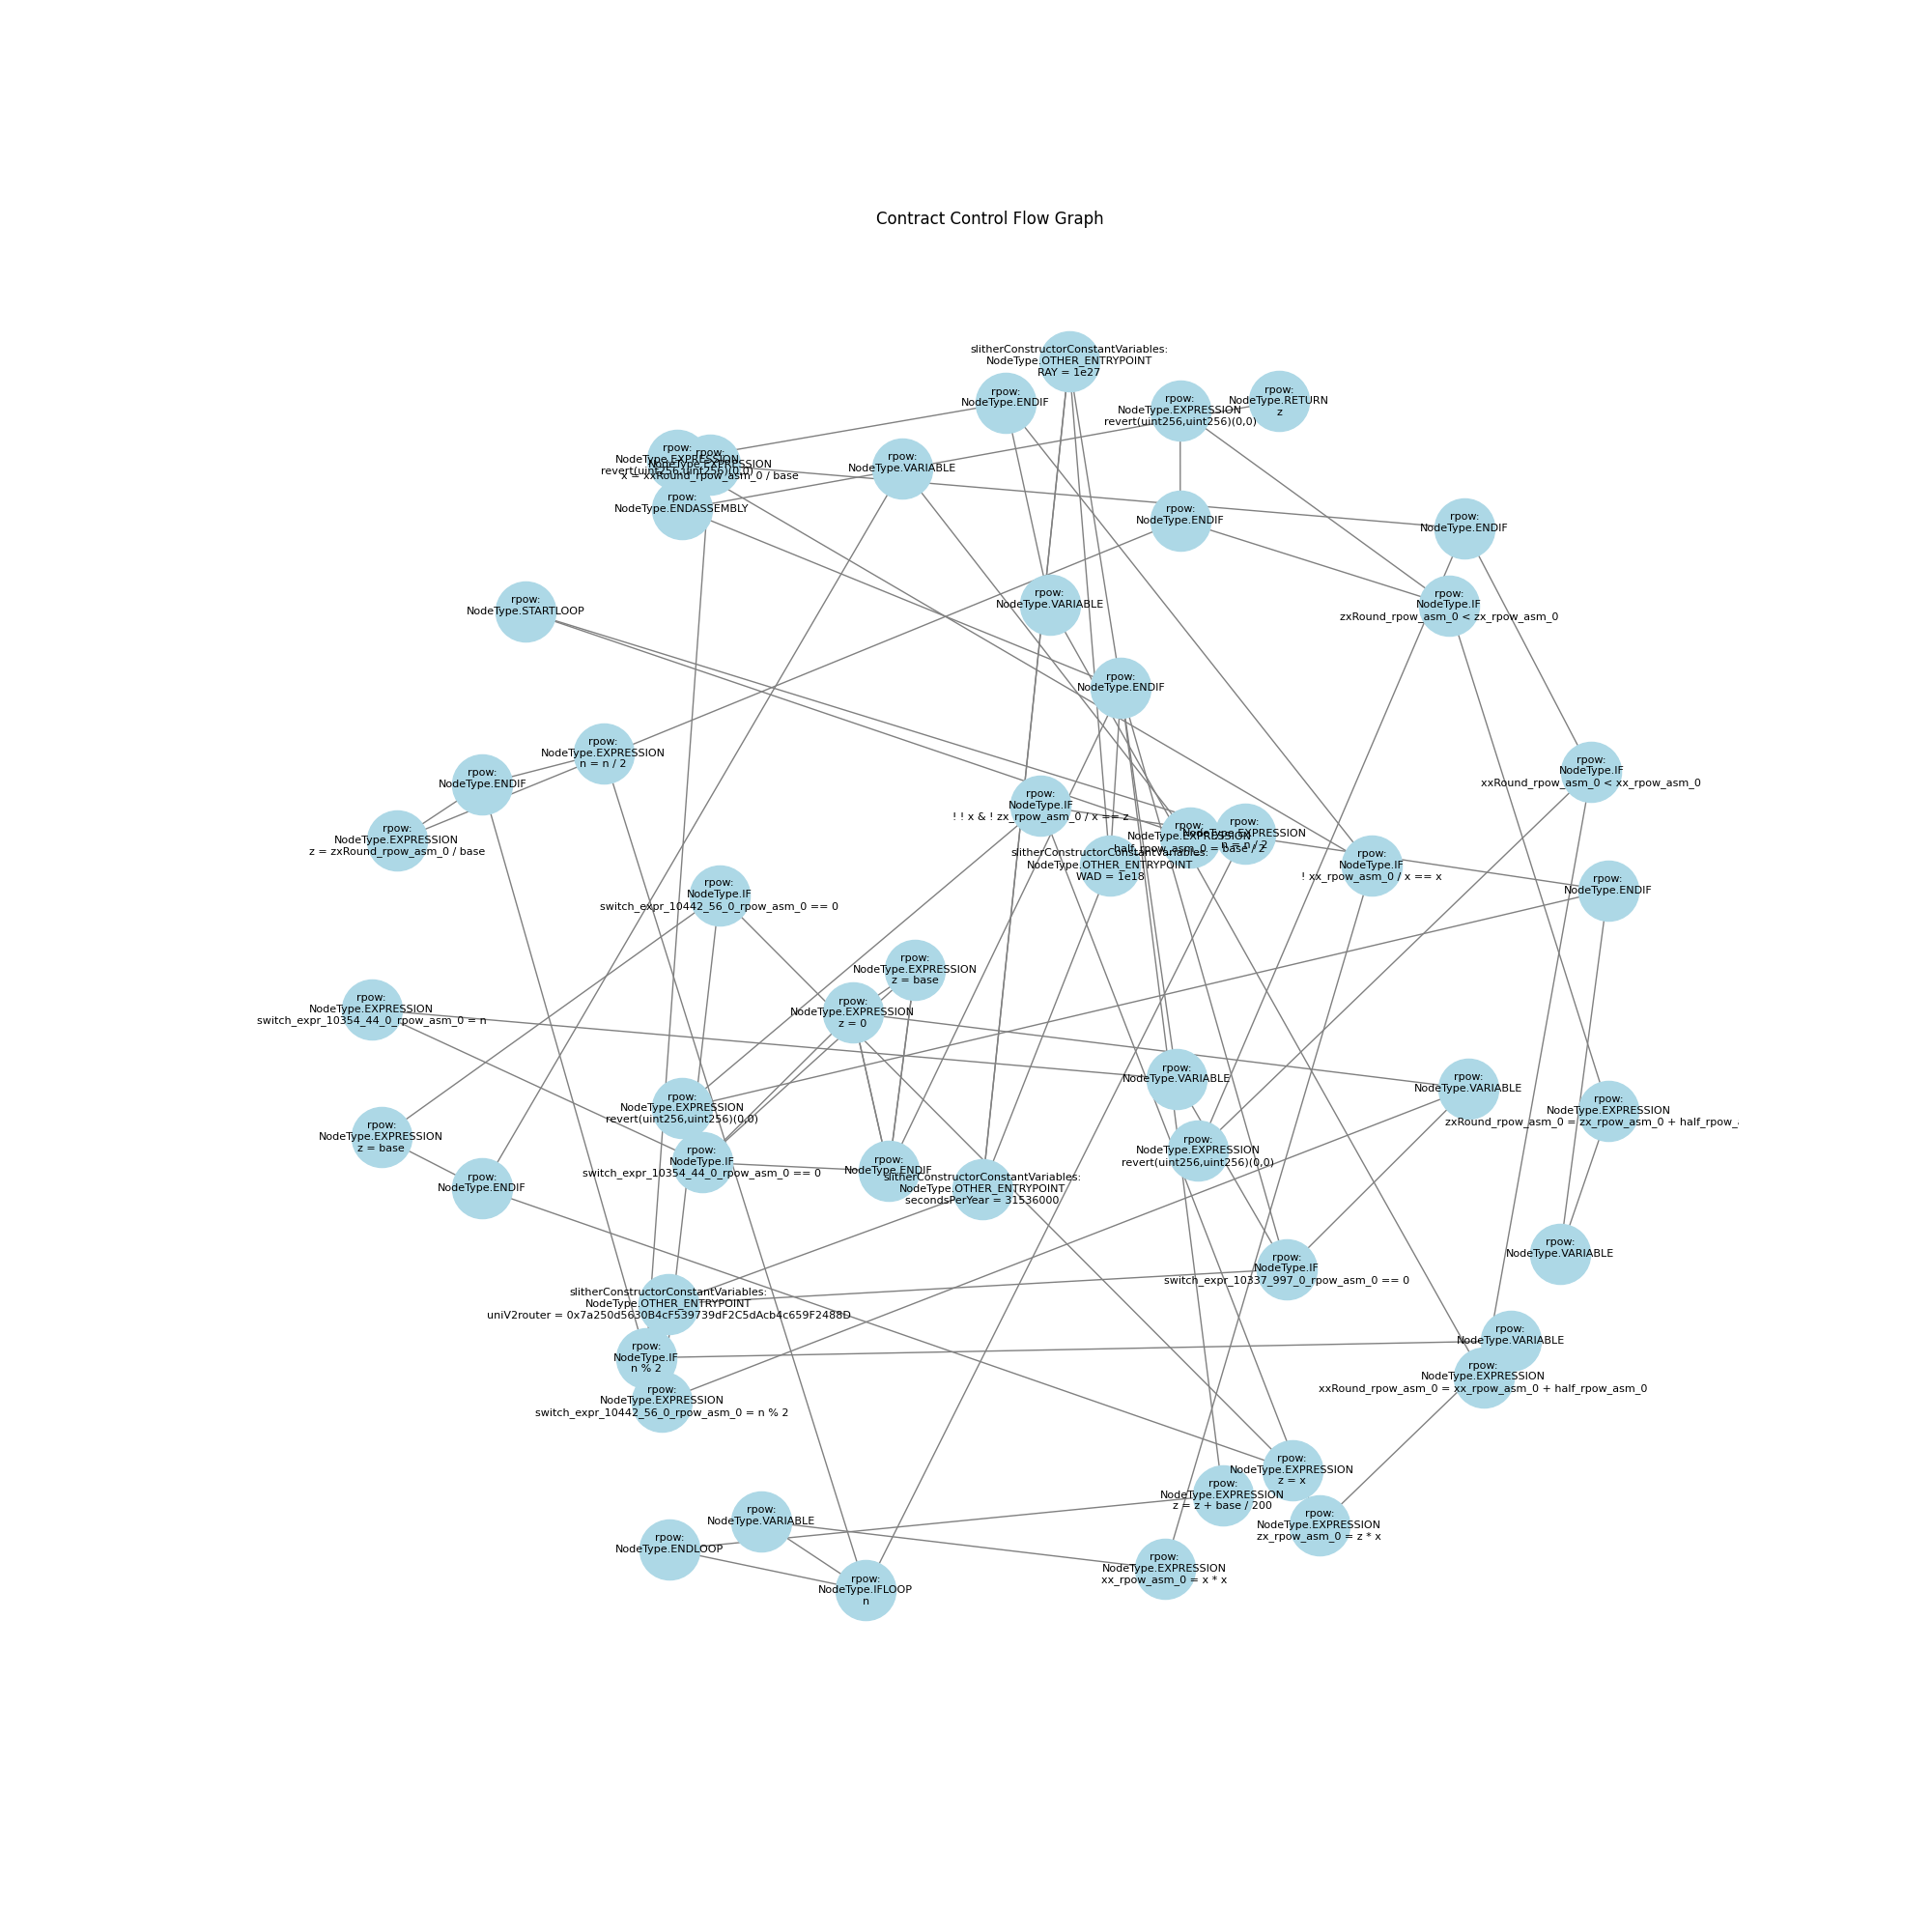 Contract Control Flow Graph
slitherConstructorConstantVariables:
NodeType.OTHER_ENTRYPOINT
RAY = 1e27
rpow:
NodeType.ENDIF
rpow:
NodeType.EXPRESSION
revert(uint256,uint256)(0,0)
rpow:
NodeType.RETURN
z
rpow:
NodeType.EXPRESSION
revert(uint256,uint256)(0,0)
rpow:
NodeType.EXPRESSION
x = xxRound_rpow_asm_0 / base
rpow:
NodeType.VARIABLE
rpow:
NodeType.ENDASSEMBLY
rpow:
NodeType.ENDIF
rpow:
NodeType.ENDIF
rpow:
NodeType.STARTLOOP
rpow:
NodeType.VARIABLE
rpow:
NodeType.IF
zxRound_rpow_asm_0 < zx_rpow_asm_0
rpow:
NodeType.ENDIF
rpow:
NodeType.EXPRESSION
n = n / 2
rpow:
NodeType.ENDIF
rpow:
NodeType.IF
xxRound_rpow_asm_0 < xx_rpow_asm_0
rpow:
NodeType.EXPRESSION
z = zxRound_rpow_asm_0 / base
rpow:
NodeType.IF
! ! x & ! zx_rpow_asm_0 / x == z
rpow:
NodeType.EXPRESSION
half_rpow_asm_0 = base / 2
rpow:
NodeType.EXPRESSION
n = n / 2
slitherConstructorConstantVariables:
NodeType.OTHER_ENTRYPOINT
WAD = 1e18
rpow:
NodeType.IF
! xx_rpow_asm_0 / x == x
rpow:
NodeType.ENDIF
rpow:
NodeType.IF
switch_expr_10442_56_0_rpow_asm_0 == 0
rpow:
NodeType.EXPRESSION
z = base
rpow:
NodeType.EXPRESSION
z = 0
rpow:
NodeType.EXPRESSION
switch_expr_10354_44_0_rpow_asm_0 = n
rpow:
NodeType.VARIABLE
rpow:
NodeType.VARIABLE
rpow:
NodeType.EXPRESSION
zxRound_rpow_asm_0 = zx_rpow_asm_0 + half_rpow_
rpow:
NodeType.EXPRESSION
revert(uint256,uint256)(0,0)
rpow:
NodeType.EXPRESSION
z = base
rpow:
NodeType.IF
switch_expr_10354_44_0_rpow_asm_0 == 0
rpow:
NodeType.EXPRESSION
revert(uint256,uint256)(0,0)
rpow:
NodeType.ENDIF
rpow:
NodeType.ENDIF
slitherConstructorConstantVariables:
NodeType.OTHER_ENTRYPOINT
secondsPerYear = 31536000
rpow:
NodeType.VARIABLE
rpow:
NodeType.IF
switch_expr_10337_997_0_rpow_asm_0 == 0
slitherConstructorConstantVariables:
NodeType.OTHER_ENTRYPOINT
uniV2router = 0x7a250d5630B4cF539739dF2C5dAcb4c659F2488D
rpow:
NodeType.VARIABLE
rpow:
NodeType.IF
n % 2
rpow:
NodeType.EXPRESSION
xxRound_rpow_asm_0 = xx_rpow_asm_0 + half_rpow_asm_0
rpow:
NodeType.EXPRESSION
switch_expr_10442_56_0_rpow_asm_0 = n % 2
rpow:
NodeType.EXPRESSION
z = x
rpow:
NodeType.EXPRESSION
z = z + base / 200
rpow:
NodeType.EXPRESSION
zx_rpow_asm_0 = z * x
rpow:
NodeType.VARIABLE
rpow:
NodeType.ENDLOOP
rpow:
NodeType.EXPRESSION
xx_rpow_asm_0 = x * x
rpow:
NodeType.IFLOOP
n